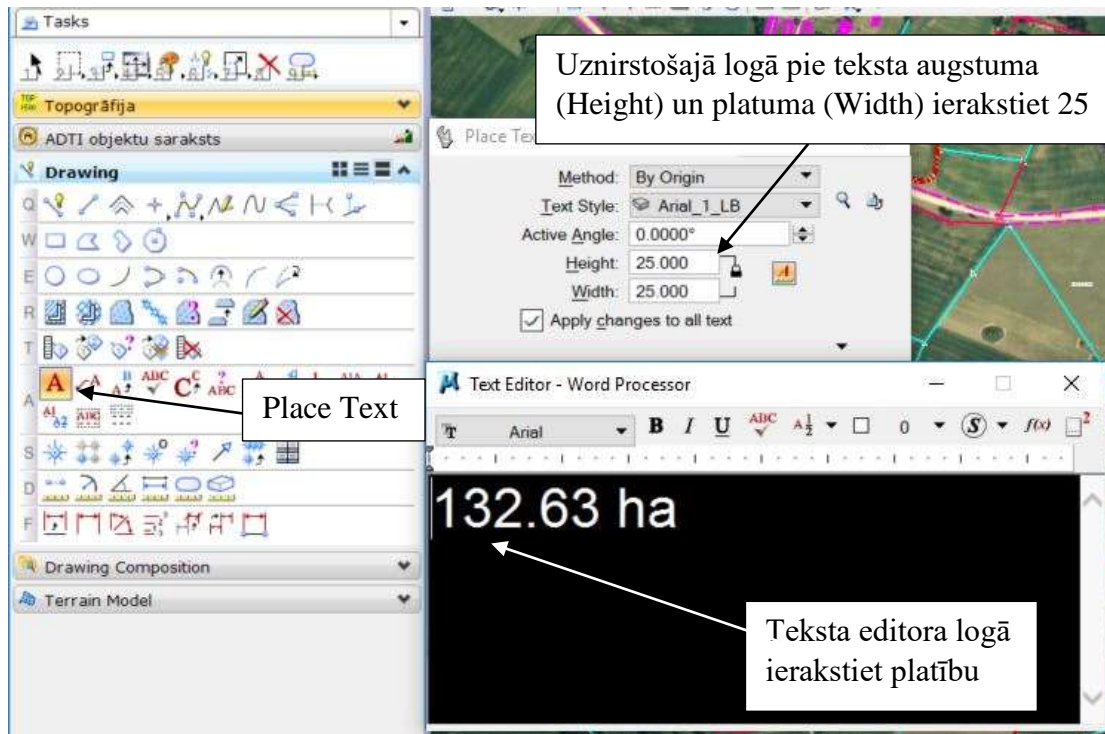 Tasks
Topogrāfija
ADTI objektu saraksts
Drawing
Q
W
E
R
T
A
Place Text
S
D
F
Drawing Composition
Terrain Model
Uznirstošajā logā pie teksta augstuma
(Height) un platuma (Width) ierakstiet 25
Place Te
Method: By Origin
Text Style: Arial_1_LB
Active Angle: 0.0000°
Height: 25.000
Width: 25.000
Apply changes to all text
Text Editor - Word Processor
Arial B I U ABC 0 S f(x)
132.63 ha
Teksta editora logā
ierakstiet platību